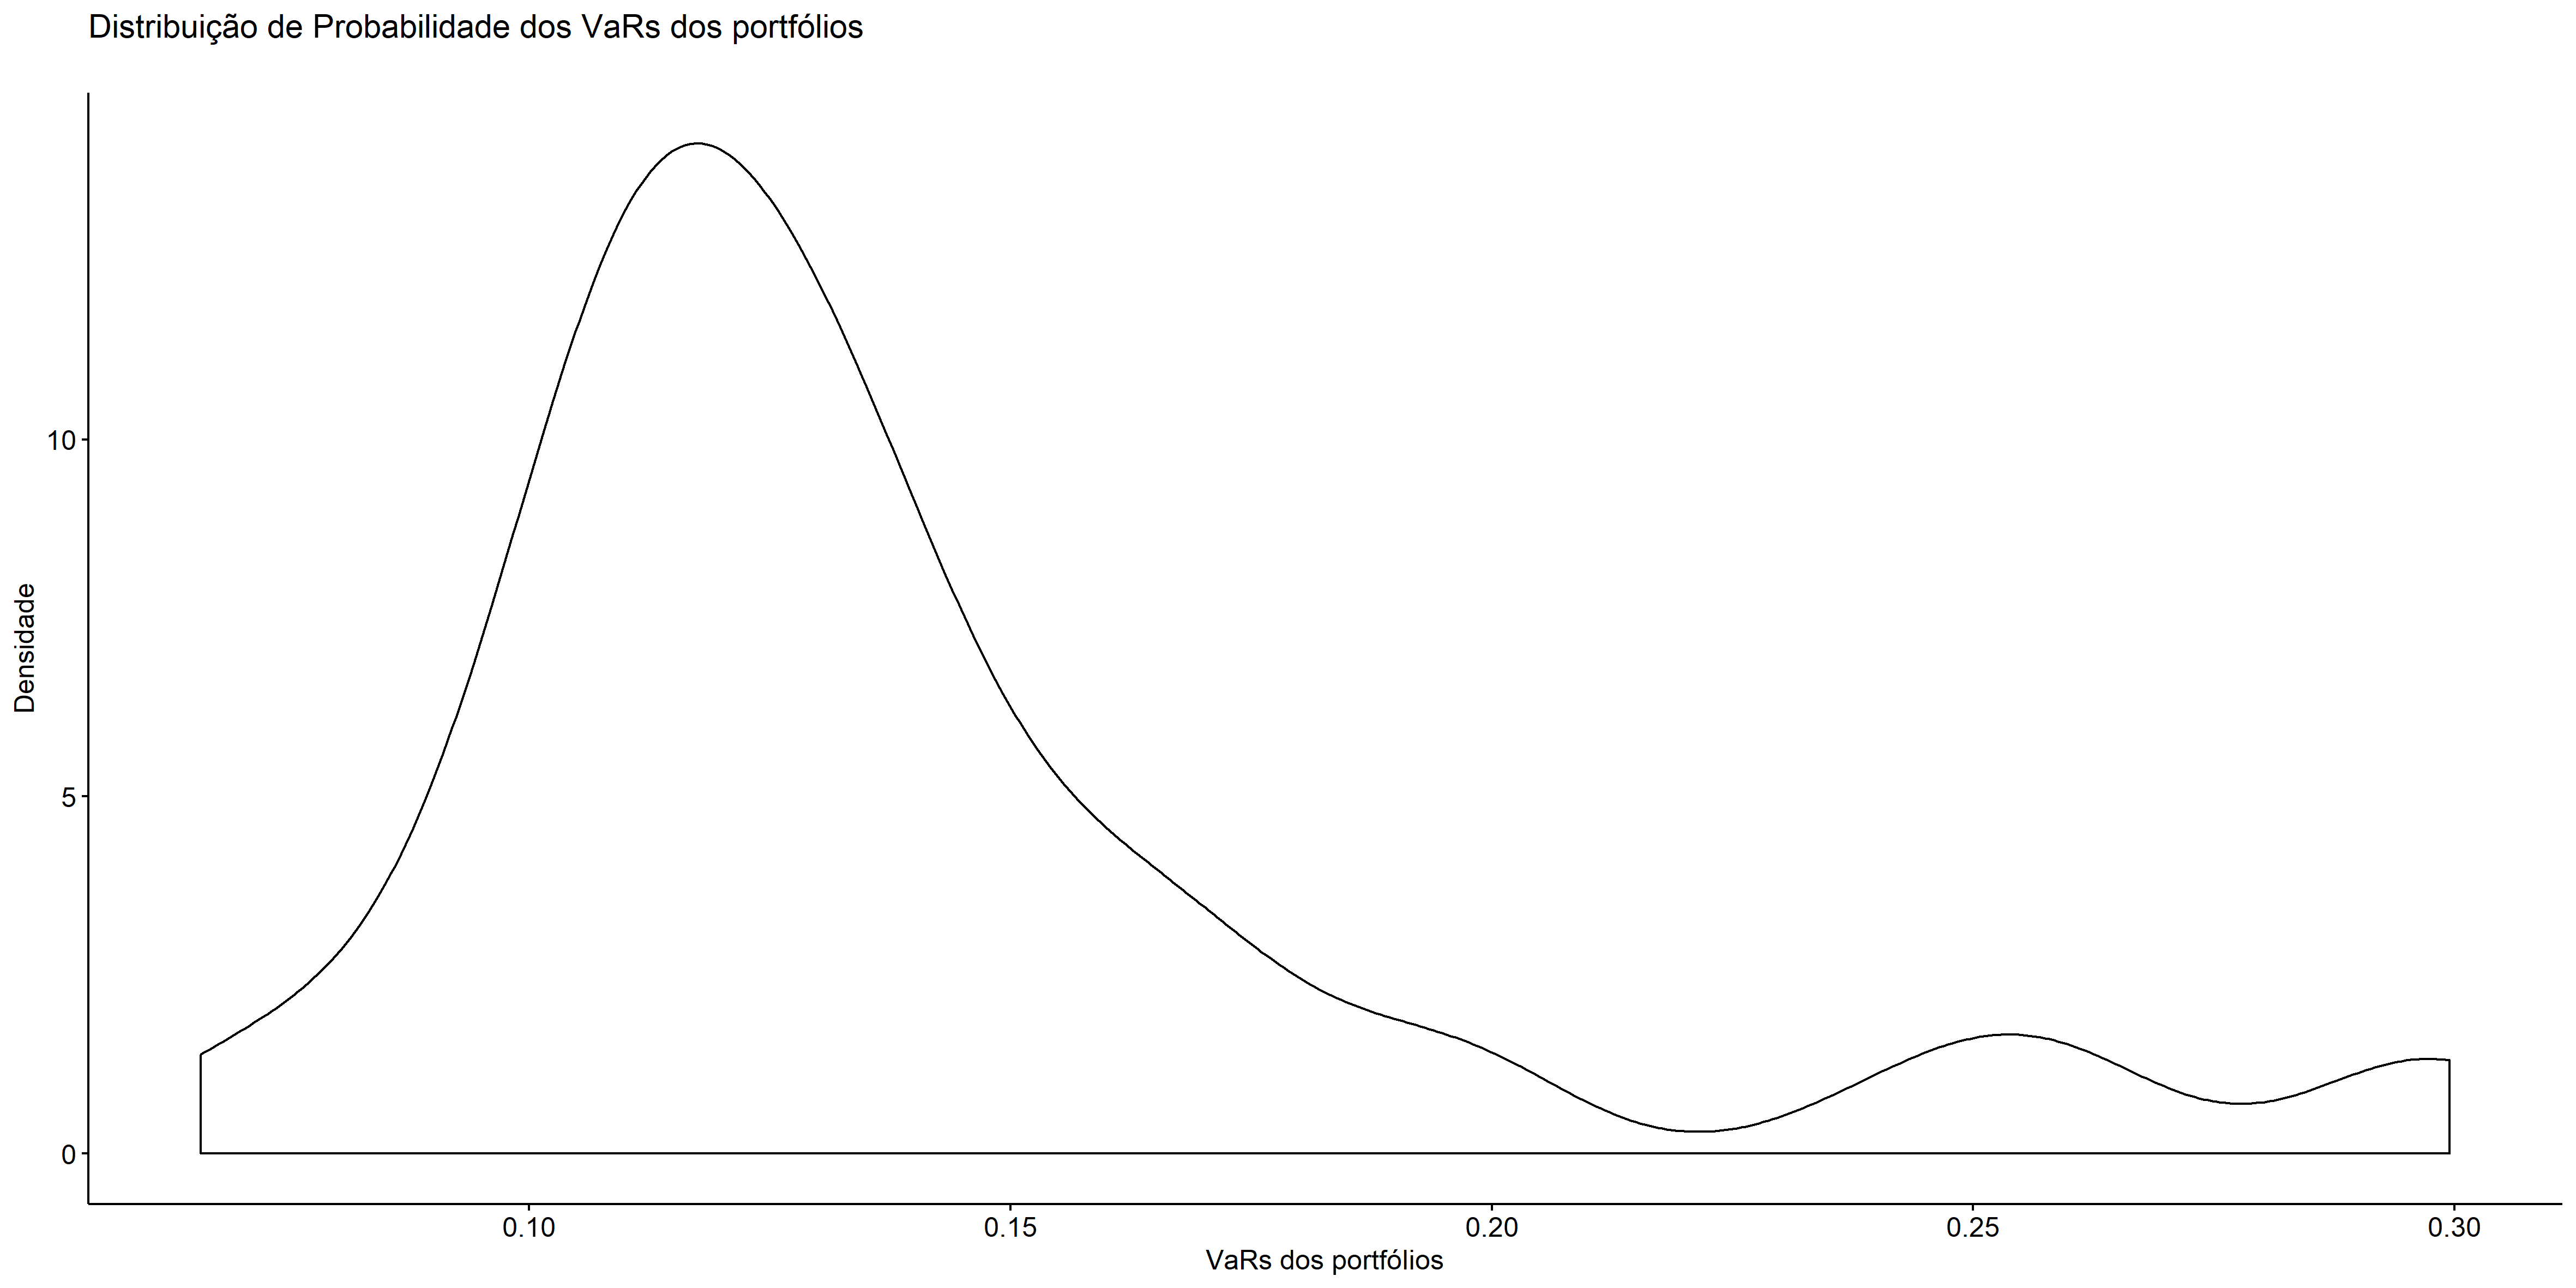 Distribuição de Probabilidade dos VaRs dos portfólios
10
5
0
Densidade
0.10 0.15 0.20 0.25 0.30
VaRs dos portfólios